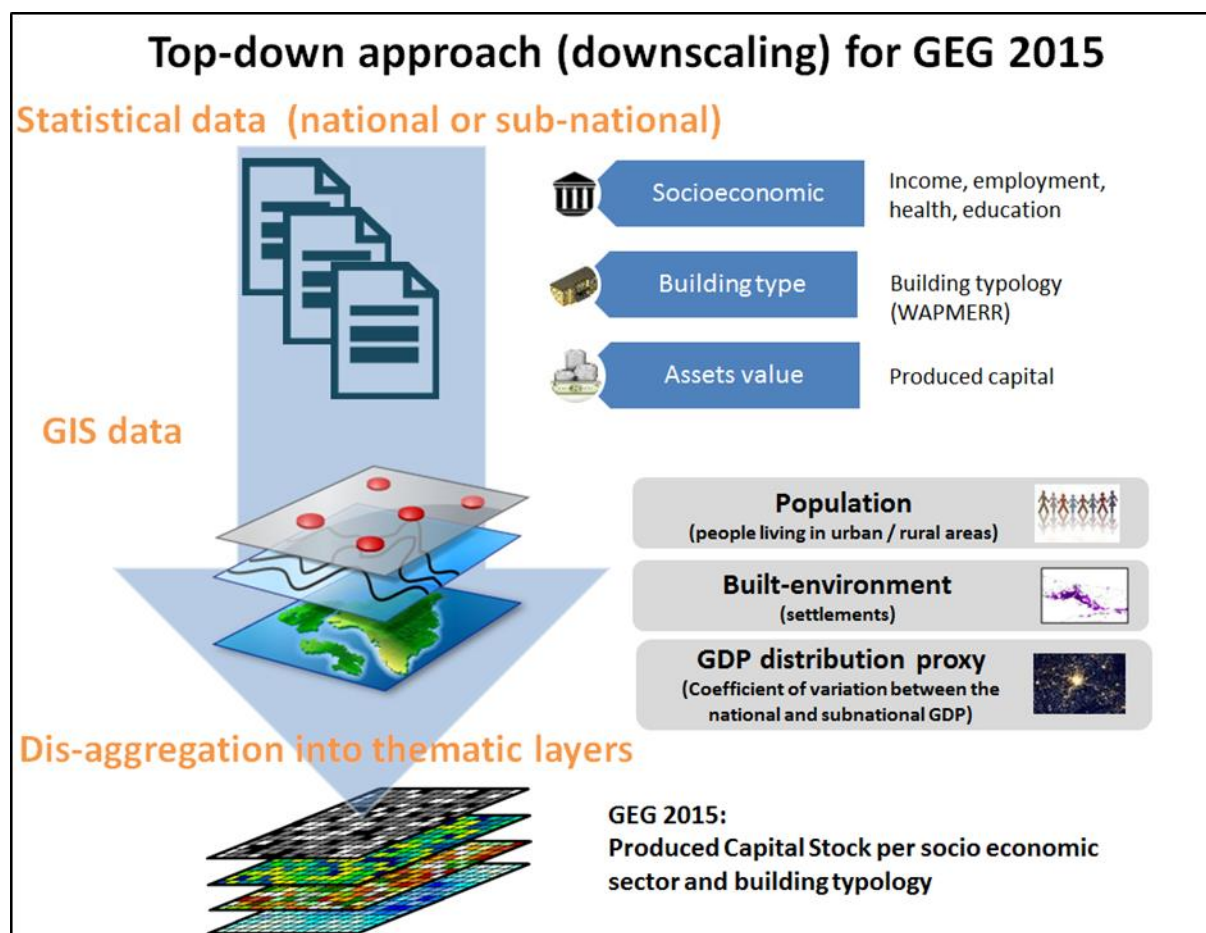 Top-down approach (downscaling) for GEG 2015
Statistical data (national or sub-national)
Socioeconomic
Income, employment,
health, education
Building type
Building typology
(WAPMERR)
Assets value
Produced capital
GIS data
Population
(people living in urban / rural areas)
Built-environment
(settlements)
GDP distribution proxy
(Coefficient of variation between the
national and subnational GDP)
Dis-aggregation into thematic layers
GEG 2015:
Produced Capital Stock per socio economic
sector and building typology